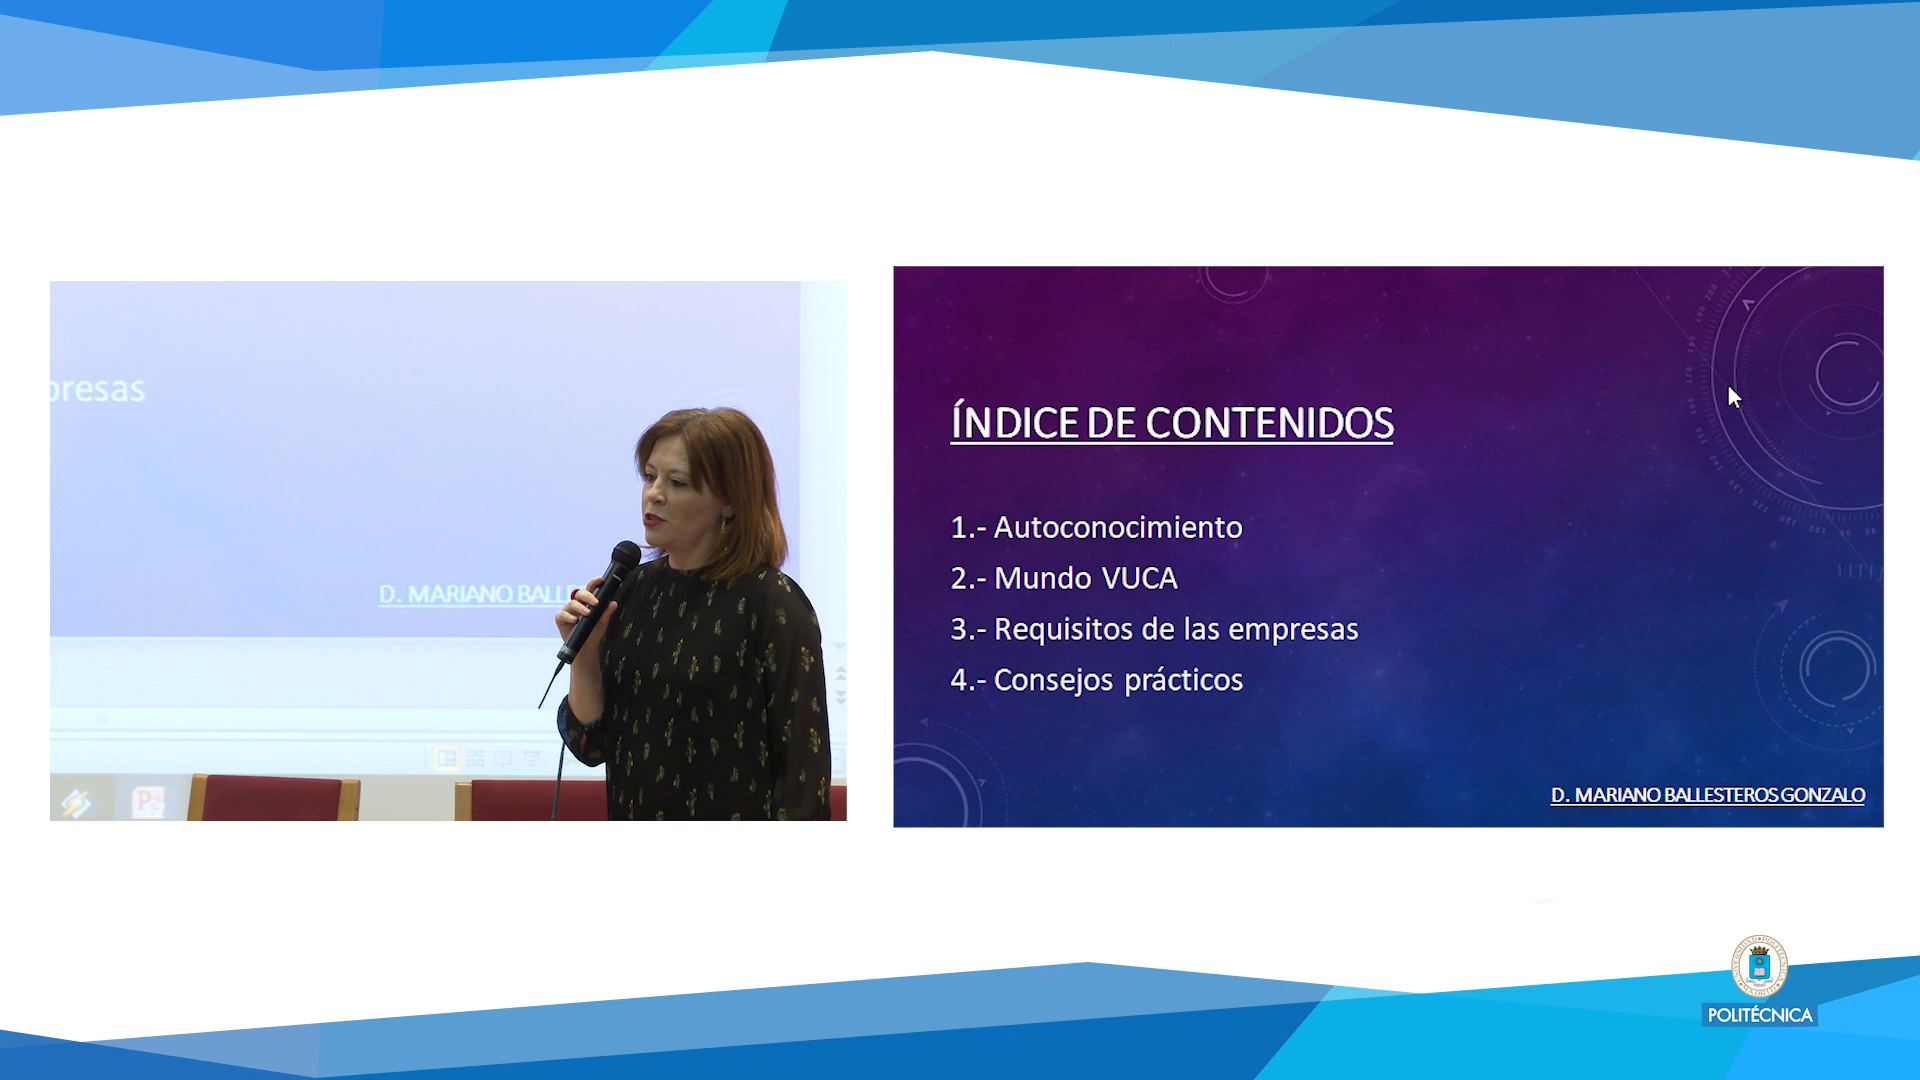 presas
D. MARIANO BALLE
ÍNDICE DE CONTENIDOS
1.- Autoconocimiento
2.- Mundo VUCA
3.- Requisitos de las empresas
4.- Consejos prácticos
D. MARIANO BALLESTEROS GONZALO
POLITÉCNICA